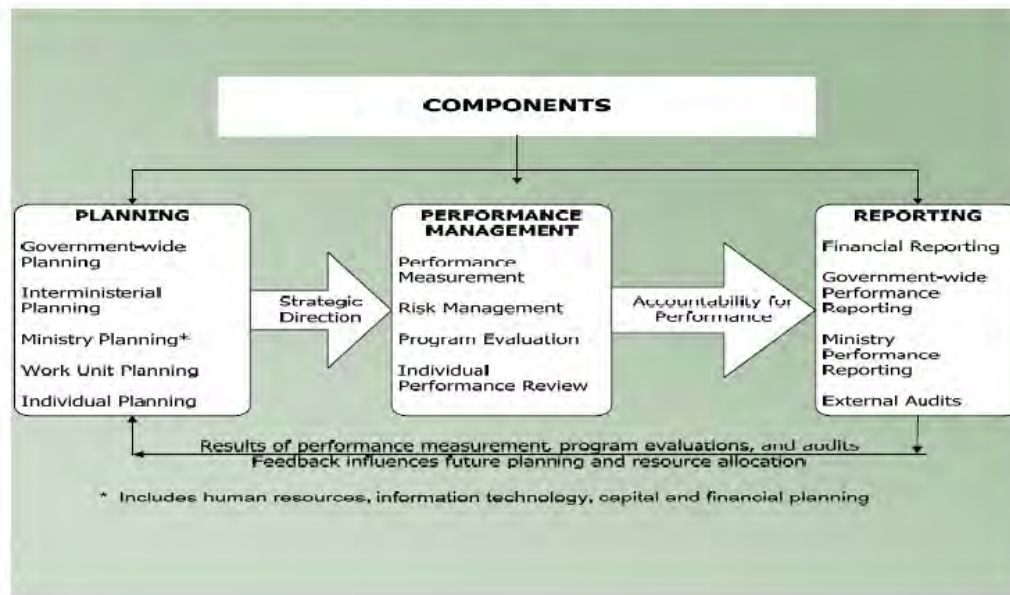 COMPONENTS
PLANNING
Government-wide
Planning
Interministerial
Planning
Ministry Planning*
Work Unit Planning
Individual Planning
Strategic
Direction
PERFORMANCE
MANAGEMENT
Performance
Measurement
Risk Management
Program Evaluation
Individual
Performance Review
Accountability for
Performance
REPORTING
Financial Reporting
Government-wide
Performance
Reporting
Ministry
Performance
Reporting
External Audits
Results of performance measurement, program evaluations, and audits
Feedback influences future planning and resource allocation
* Includes human resources, information technology, capital and financial planning